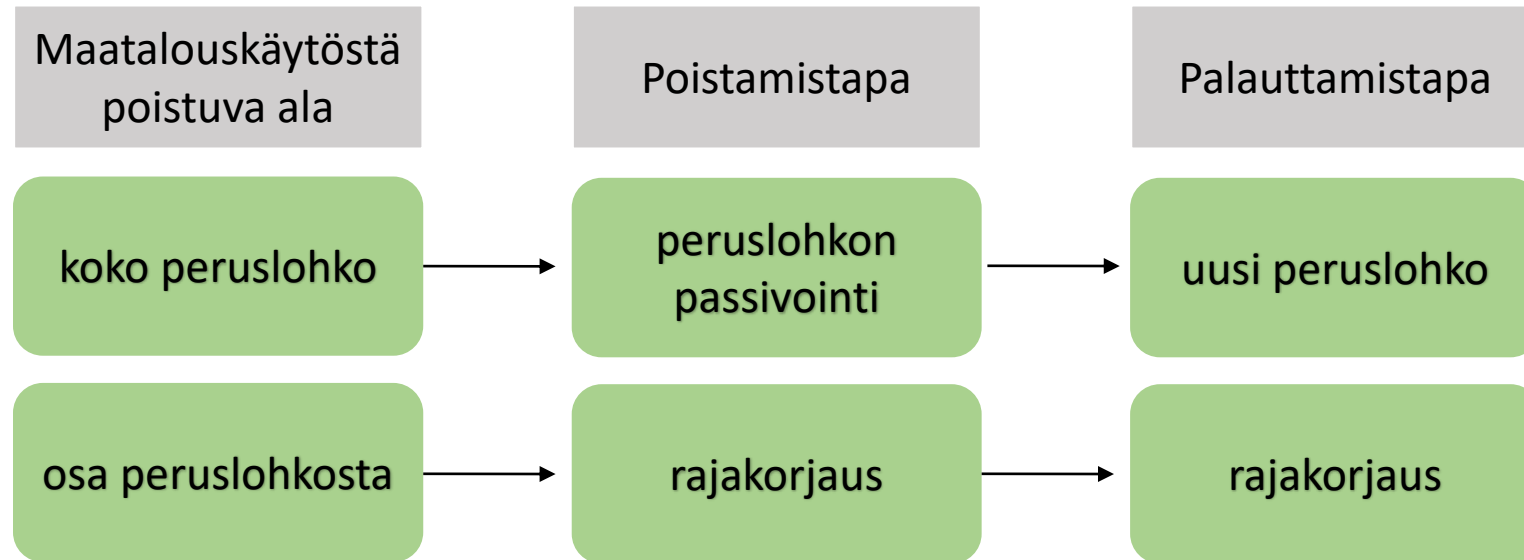 Maatalouskäytöstä
poistuva ala
Poistamistapa
Palauttamistapa
koko peruslohko
peruslohkon
passivointi
uusi peruslohko
osa peruslohkosta
rajakorjaus
rajakorjaus